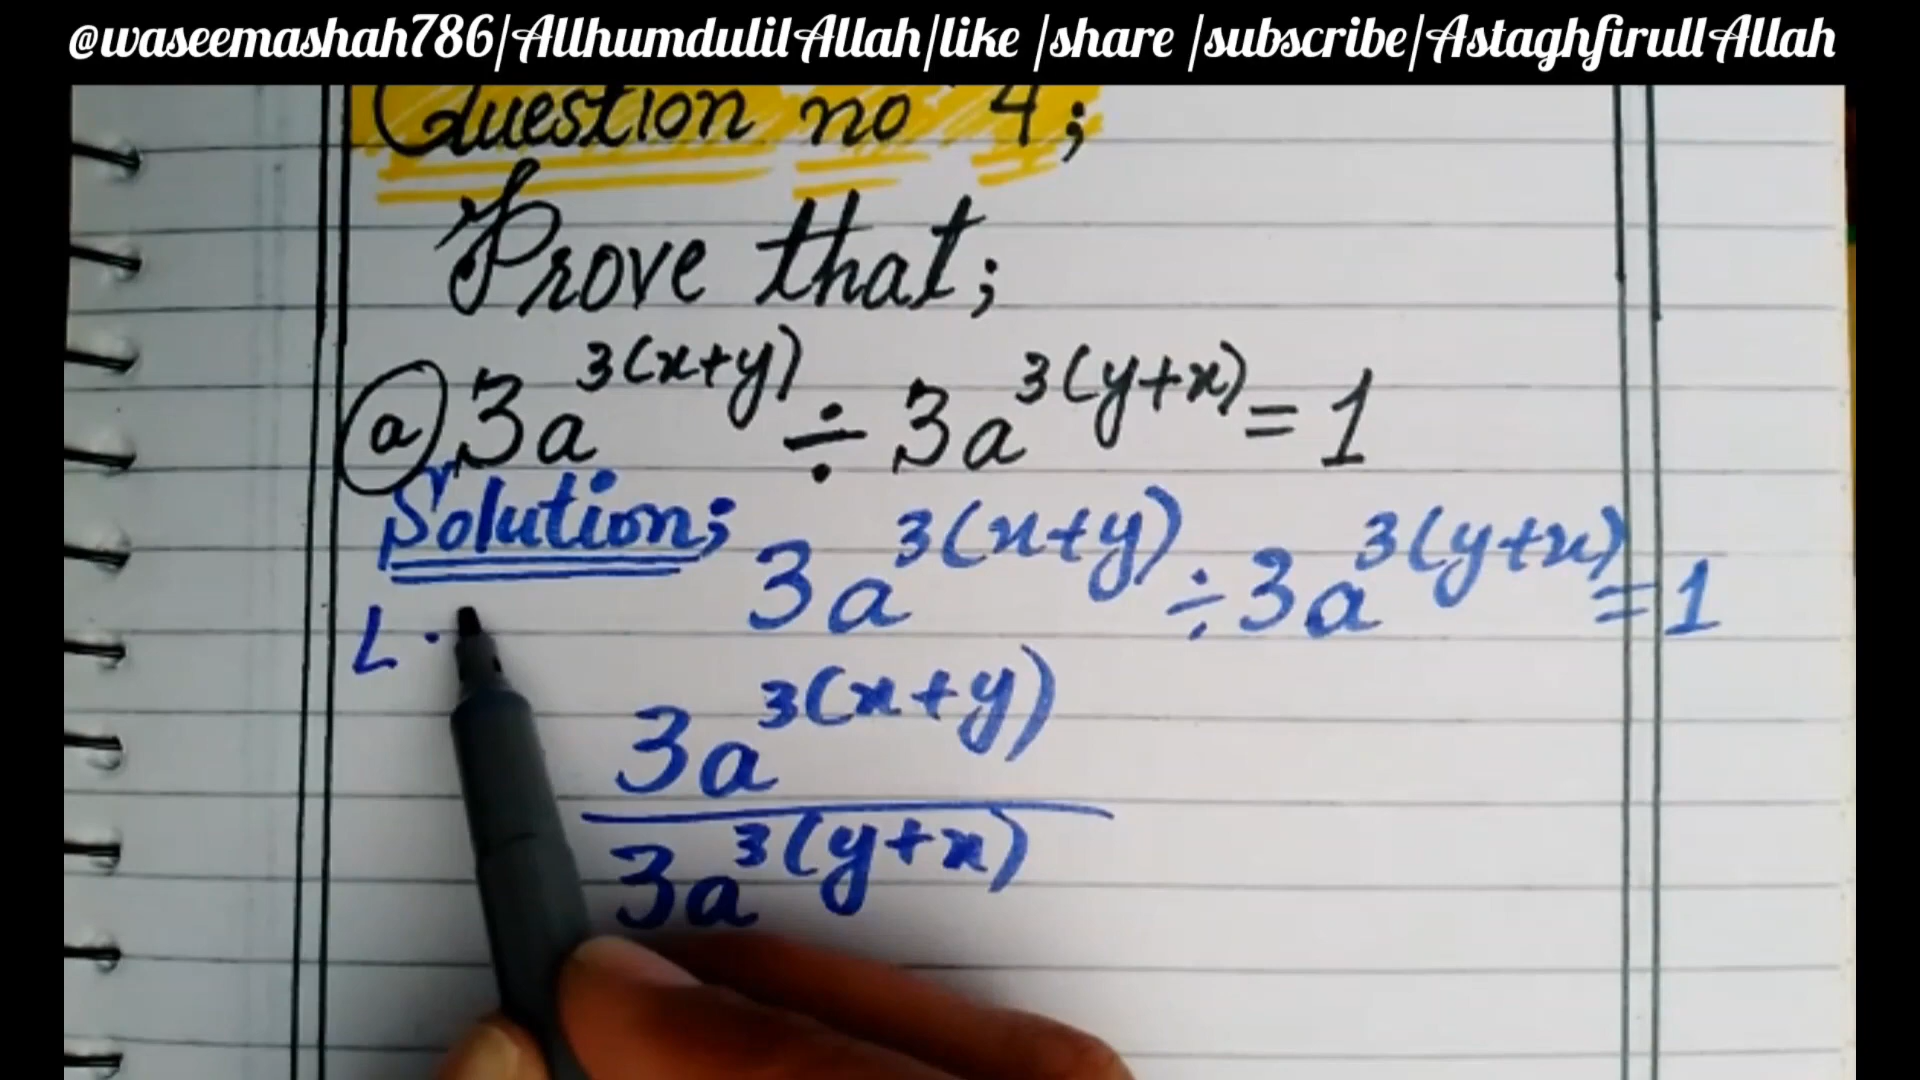 @waseemashah786/AllhumdulilAllah/like /share /subscribe/AstaghfirullAllah
Question no 4;
Prove that;
(a) 3a^3(x+y) ÷ 3a^3(y+x) = 1
Solution; 3a^3(x+y) ÷ 3a^3(y+x) = 1
L.
3a^3(x+y)
3a^3(y+x)